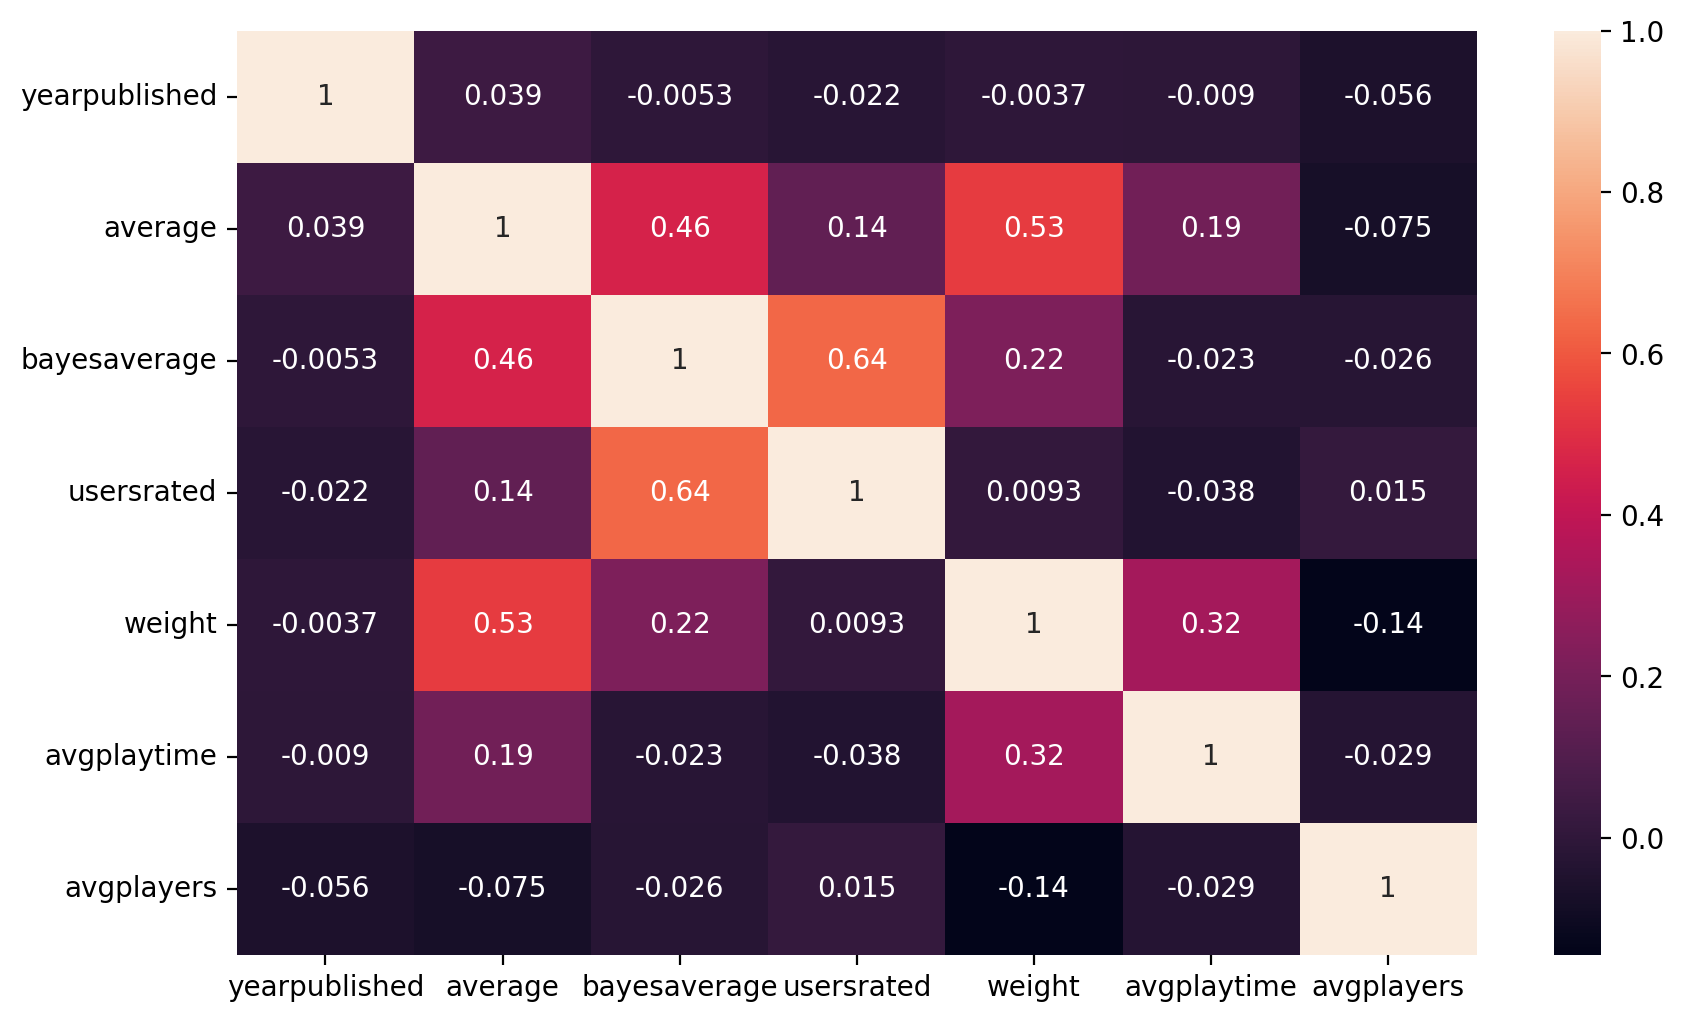 yearpublished 1 0.039 -0.0053 -0.022 -0.0037 -0.009 -0.056
average 0.039 1 0.46 0.14 0.53 0.19 -0.075
bayesaverage -0.0053 0.46 1 0.64 0.22 -0.023 -0.026
usersrated -0.022 0.14 0.64 1 0.0093 -0.038 0.015
weight -0.0037 0.53 0.22 0.0093 1 0.32 -0.14
avgplaytime -0.009 0.19 -0.023 -0.038 0.32 1 -0.029
avgplayers -0.056 -0.075 -0.026 0.015 -0.14 -0.029 1
yearpublished average bayesaverage usersrated weight avgplaytime avgplayers
1.0
0.8
0.6
0.4
0.2
0.0